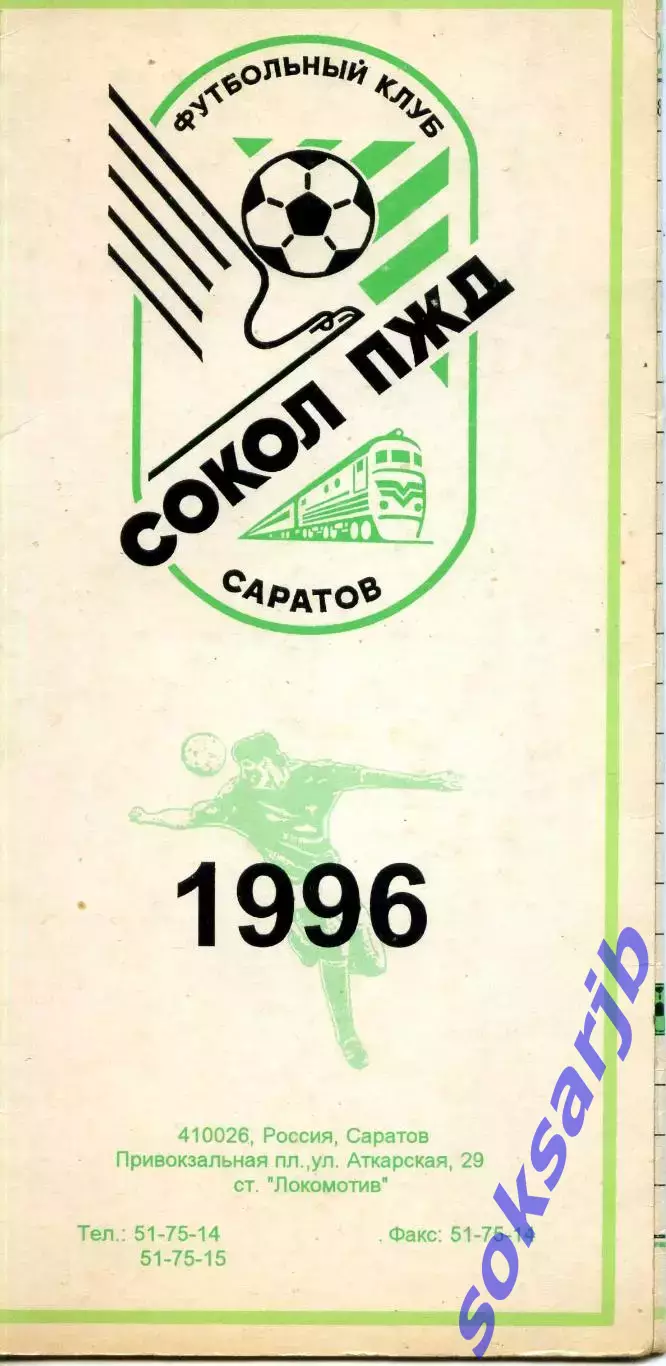 ФУТБОЛЬНЫЙ КЛУБ
СОКОЛ ПЖД
САРАТОВ
1996
410026, Россия, Саратов
Привокзальная пл.,ул. Аткарская, 29
ст. "Локомотив"
Тел.: 51-75-14 Факс: 51-75-14
51-75-15
soksarjb